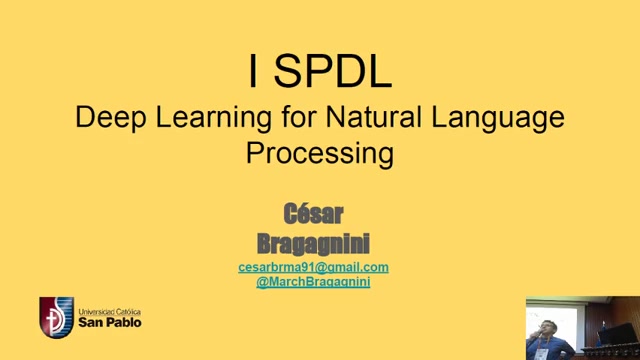 I SPDL
Deep Learning for Natural Language
Processing
César
Bragagnini
cesarbrma91@gmail.com
@MarchBragagnini
Universidad Católica
San Pablo